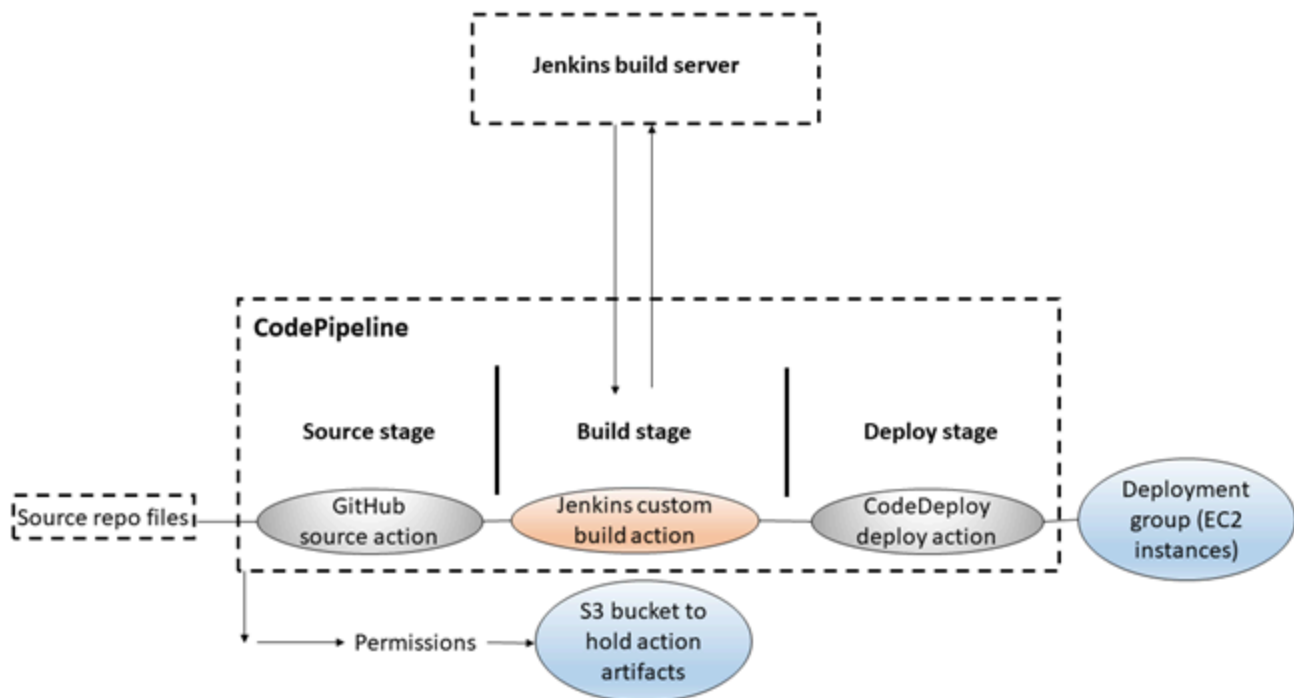 Jenkins build server
CodePipeline
Source stage
Build stage
Deploy stage
Source repo files
GitHub
source action
Jenkins custom
build action
CodeDeploy
deploy action
Deployment
group (EC2
instances)
Permissions
S3 bucket to
hold action
artifacts